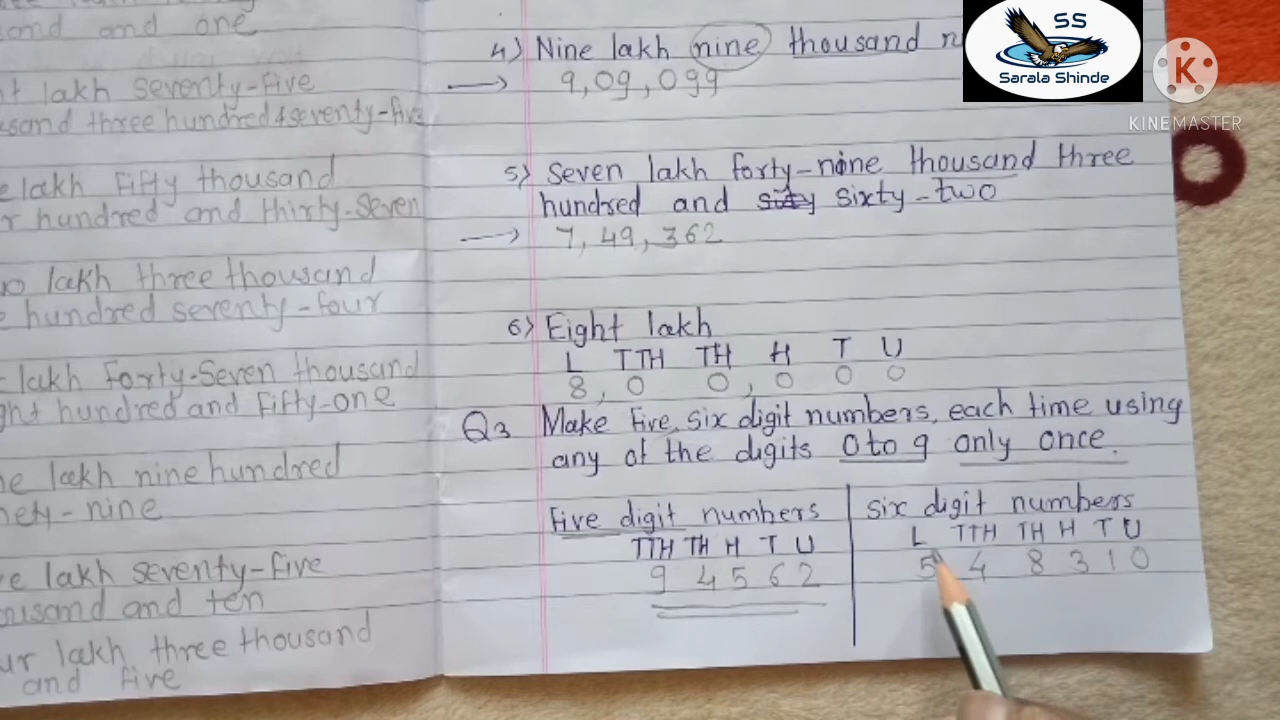 and one
lakh seventy-five
three hundred & seventy-five
lakh fifty thousand
hundred and thirty-seven
lakh three thousand
hundred seventy-four
lakh forty-seven thousand
hundred and fifty-one
lakh nine hundred
nine
lakh seventy-five
and ten
lakh three thousand
and five
4) Nine lakh nine thousand
→ 9,09,099
5) Seven lakh forty-nine thousand three
hundred and sixty-two
→ 7,49,362
6) Eight lakh
L TTH TH H T U
8, 0 0, 0 0 0
Q3 Make five, six digit numbers, each time using
any of the digits 0 to 9 only once.
Five digit numbers
TTH TH H T U
9 4 5 6 2
six digit numbers
L TTH TH H T U
5 4 8 3 1 0
SS
Sarala Shinde
K
KINEMASTER